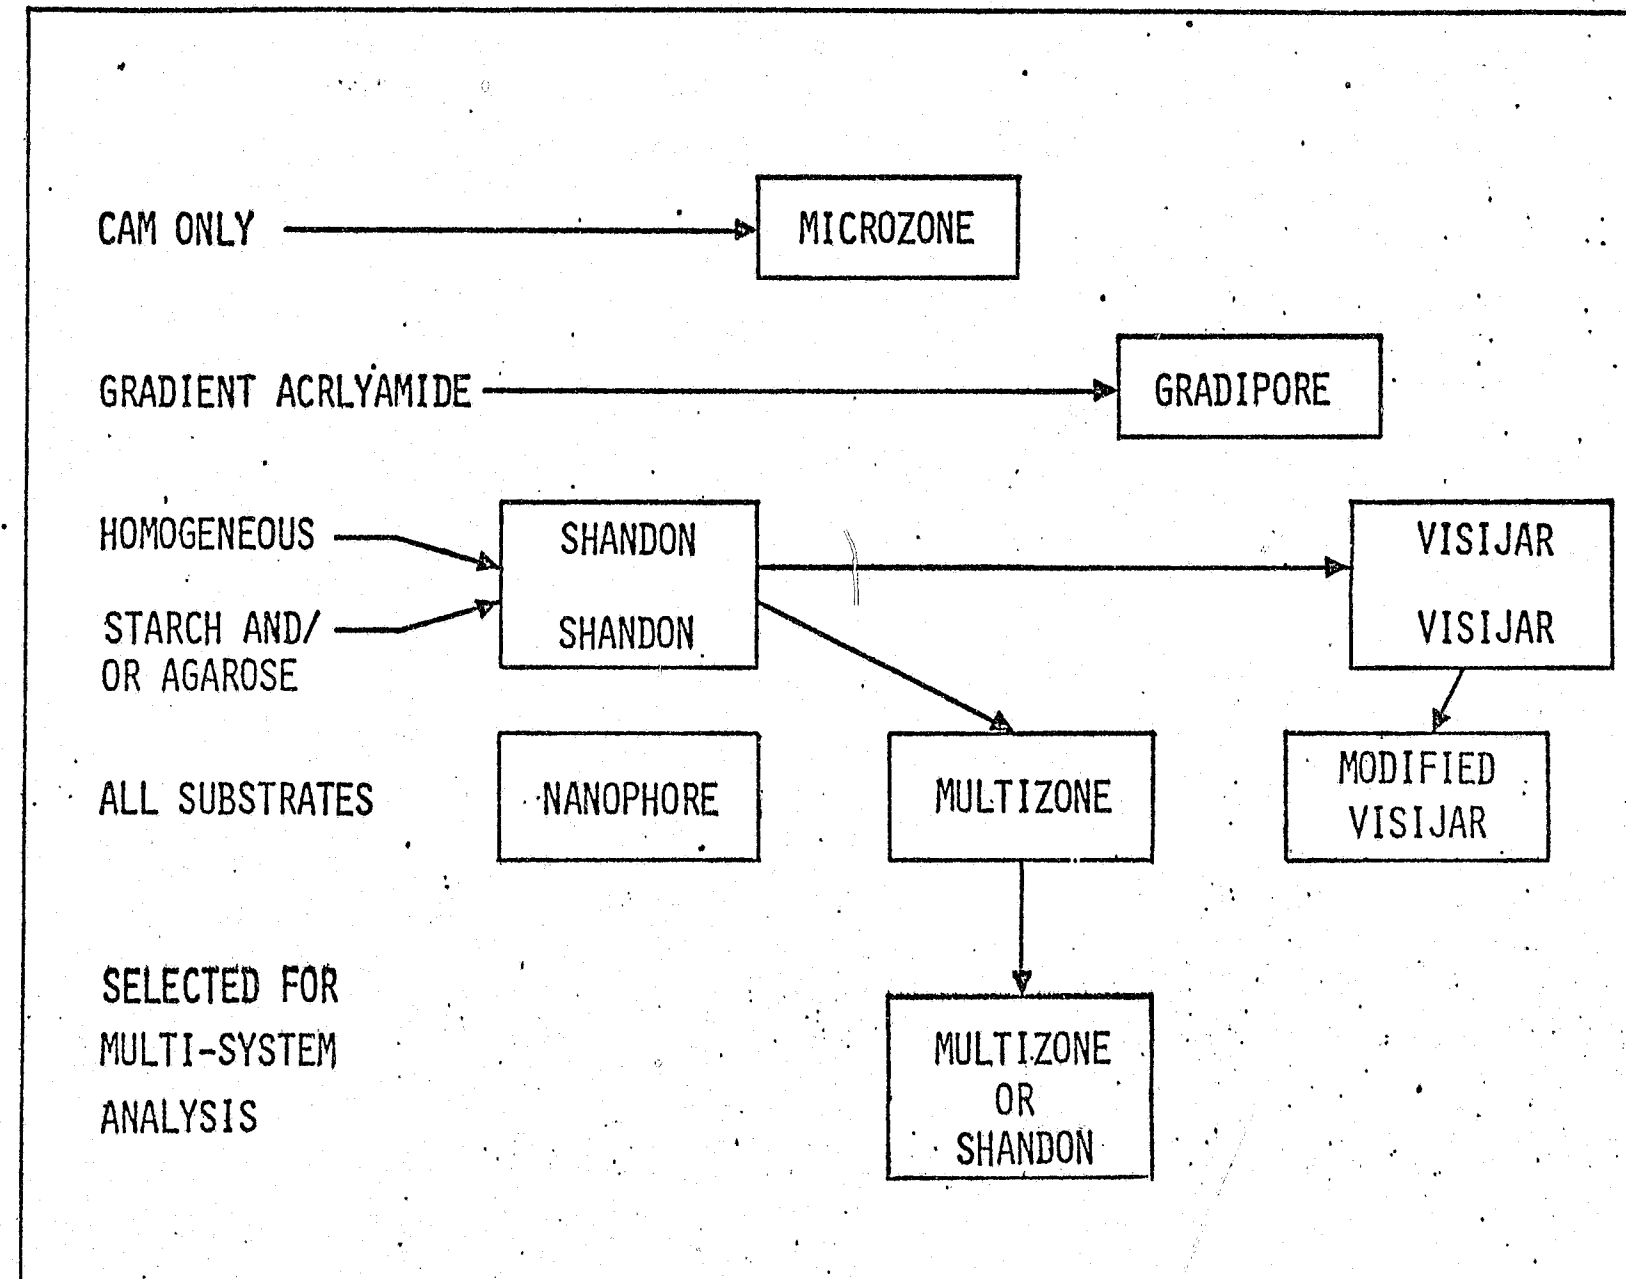 CAM ONLY
MICROZONE
GRADIENT ACRLYAMIDE
GRADIPORE
HOMOGENEOUS
SHANDON
VISIJAR
STARCH AND/
OR AGAROSE
SHANDON
VISIJAR
ALL SUBSTRATES
NANOPHORE
MULTIZONE
MODIFIED
VISIJAR
SELECTED FOR
MULTI-SYSTEM
ANALYSIS
MULTIZONE
OR
SHANDON